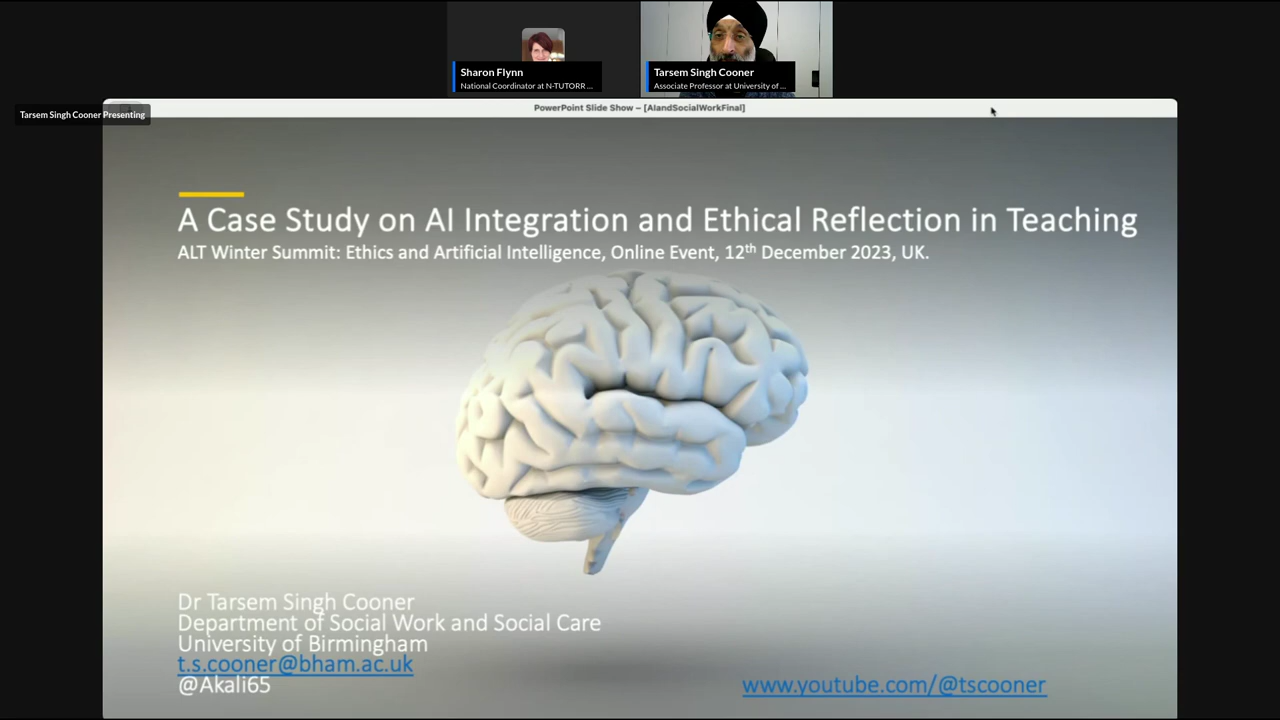 Sharon Flynn
National Coordinator at N-TUTORR ...
Tarsem Singh Cooner
Associate Professor at University of ...
Tarsem Singh Cooner Presenting
PowerPoint Slide Show – [AIandSocialWorkFinal]
A Case Study on AI Integration and Ethical Reflection in Teaching
ALT Winter Summit: Ethics and Artificial Intelligence, Online Event, 12th December 2023, UK.
Dr Tarsem Singh Cooner
Department of Social Work and Social Care
University of Birmingham
t.s.cooner@bham.ac.uk
@Akali65
www.youtube.com/@tscooner